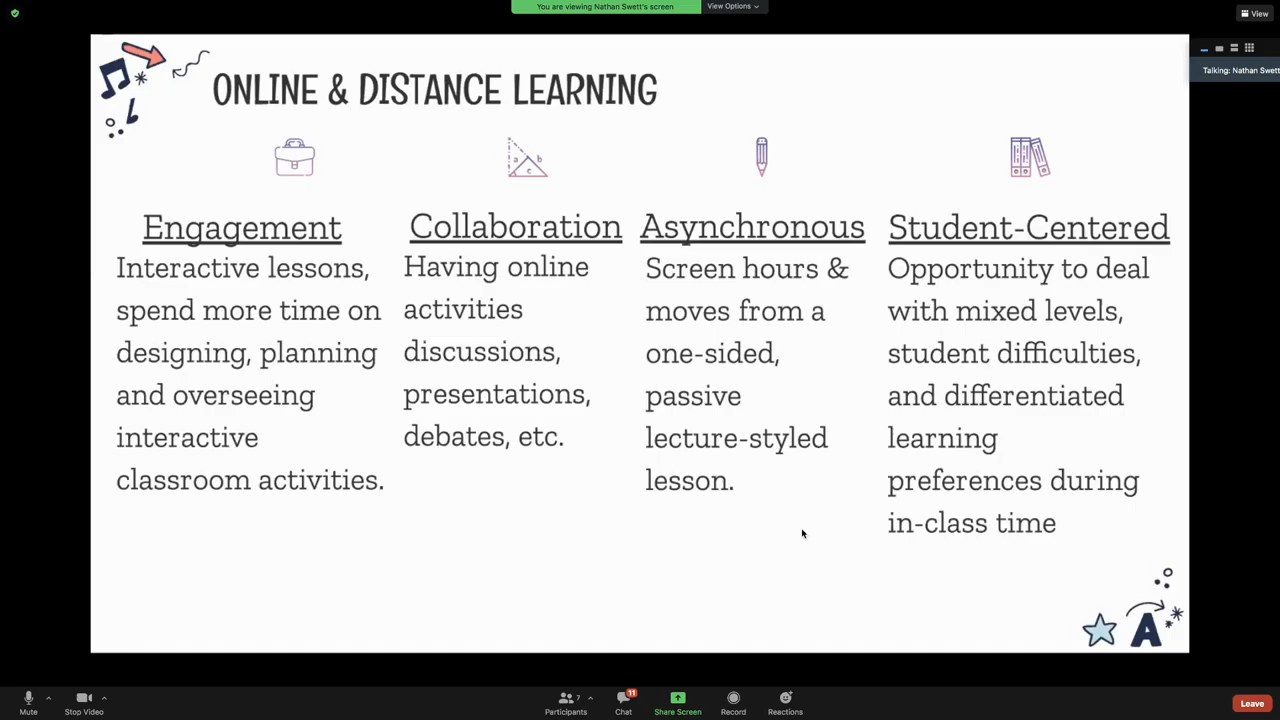 You are viewing Nathan Swett's screen
View Options
View
Talking: Nathan Swett
ONLINE & DISTANCE LEARNING
a b
c
Engagement
Interactive lessons,
spend more time on
designing, planning
and overseeing
interactive
classroom activities.
Collaboration
Having online
activities
discussions,
presentations,
debates, etc.
Asynchronous
Screen hours &
moves from a
one-sided,
passive
lecture-styled
lesson.
Student-Centered
Opportunity to deal
with mixed levels,
student difficulties,
and differentiated
learning
preferences during
in-class time
A
Mute
Stop Video
Participants 7
Chat 11
Share Screen
Record
Reactions
Leave